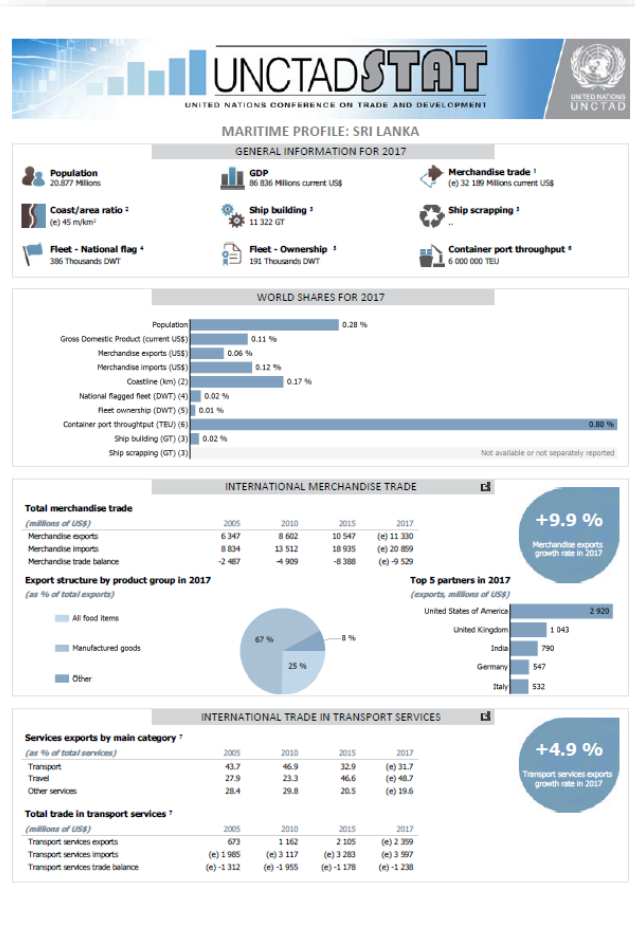 UNCTADSTAT
UNITED NATIONS CONFERENCE ON TRADE AND DEVELOPMENT
UNITED NATIONS
UNCTAD
MARITIME PROFILE: SRI LANKA
GENERAL INFORMATION FOR 2017
Population
20.877 Millions
GDP
86 836 Millions current US$
Merchandise trade ¹
(e) 32 189 Millions current US$
Coast/area ratio ²
(e) 45 m/km²
Ship building ³
11 322 GT
Ship scrapping ³
..
Fleet - National flag ⁴
386 Thousands DWT
Fleet - Ownership ⁵
191 Thousands DWT
Container port throughput ⁶
6 000 000 TEU
WORLD SHARES FOR 2017
Population 0.28 %
Gross Domestic Product (current US$) 0.11 %
Merchandise exports (US$) 0.06 %
Merchandise imports (US$) 0.12 %
Coastline (km) (2) 0.17 %
National flagged fleet (DWT) (4) 0.02 %
Fleet ownership (DWT) (5) 0.01 %
Container port throughtput (TEU) (6) 0.80 %
Ship building (GT) (3) 0.02 %
Ship scrapping (GT) (3) Not available or not separately reported
INTERNATIONAL MERCHANDISE TRADE
Total merchandise trade
(millions of US$) 2005 2010 2015 2017
Merchandise exports 6 347 8 602 10 547 (e) 11 330
Merchandise imports 8 834 13 512 18 935 (e) 20 859
Merchandise trade balance -2 487 -4 909 -8 388 (e) -9 529
+9.9 %
Merchandise exports
growth rate in 2017
Export structure by product group in 2017
(as % of total exports)
All food items
Manufactured goods
Other
67 %
8 %
25 %
Top 5 partners in 2017
(exports, millions of US$)
United States of America 2 920
United Kingdom 1 043
India 790
Germany 547
Italy 532
INTERNATIONAL TRADE IN TRANSPORT SERVICES
Services exports by main category ⁷
(as % of total services) 2005 2010 2015 2017
Transport 43.7 46.9 32.9 (e) 31.7
Travel 27.9 23.3 46.6 (e) 48.7
Other services 28.4 29.8 20.5 (e) 19.6
+4.9 %
Transport services exports
growth rate in 2017
Total trade in transport services ⁷
(millions of US$) 2005 2010 2015 2017
Transport services exports 673 1 162 2 105 (e) 2 359
Transport services imports (e) 1 985 (e) 3 117 (e) 3 283 (e) 3 597
Transport services trade balance (e) -1 312 (e) -1 955 (e) -1 178 (e) -1 238